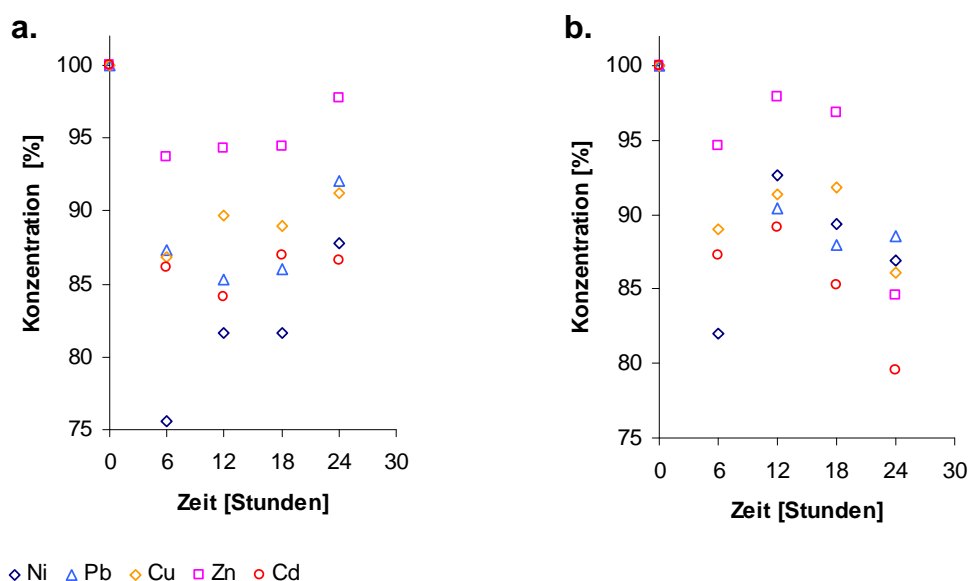 a.
100
95
90
85
80
75
0 6 12 18 24 30
Konzentration [%]
Zeit [Stunden]
b.
100
95
90
85
80
75
0 6 12 18 24 30
Konzentration [%]
Zeit [Stunden]
Ni Pb Cu Zn Cd